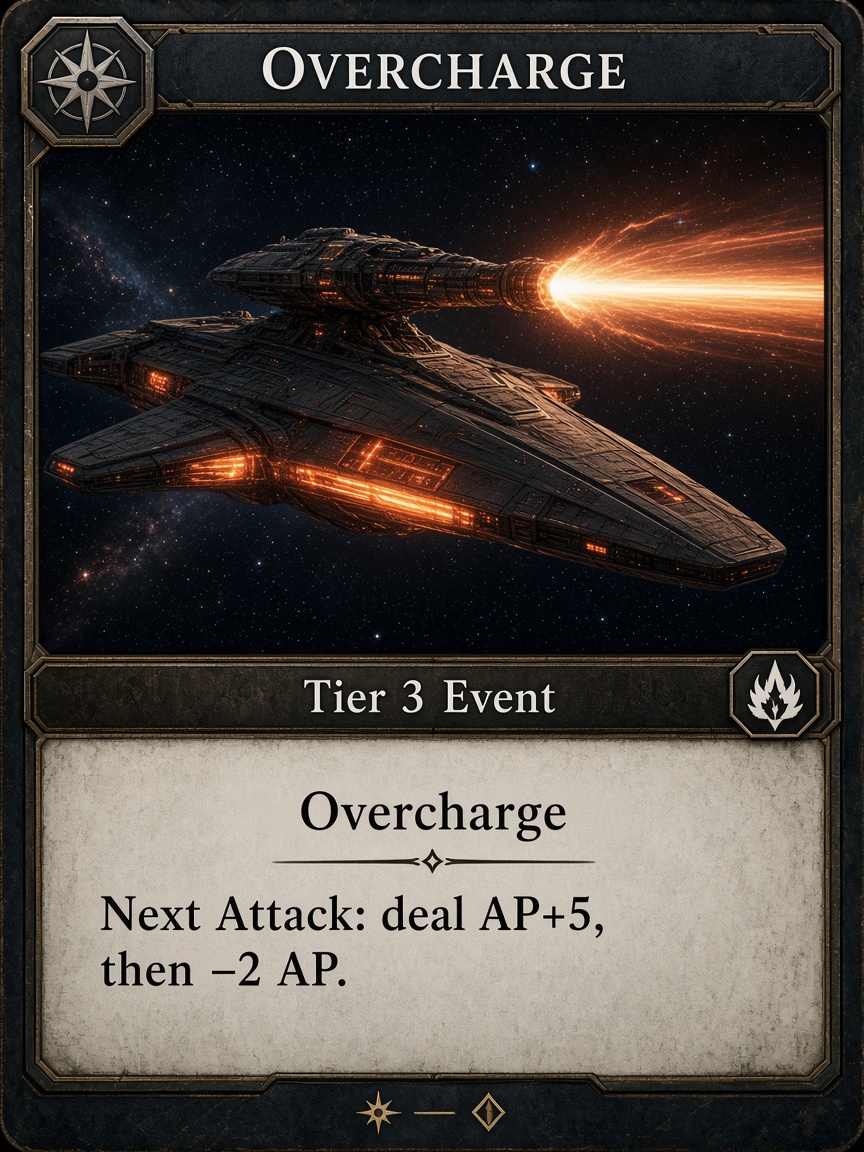 OVERCHARGE
Tier 3 Event
Overcharge
Next Attack: deal AP+5,
then –2 AP.